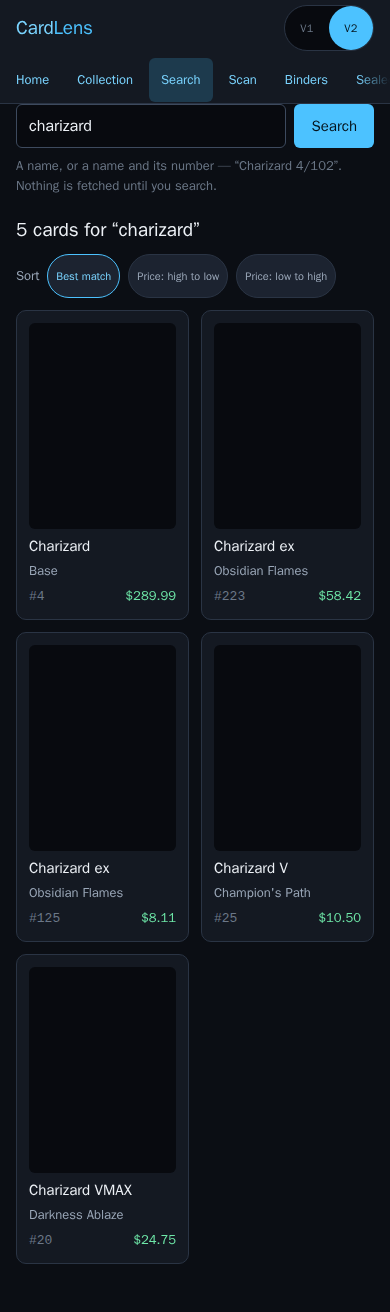 CardLens
V1 V2
Home Collection Search Scan Binders Seale
charizard Search
A name, or a name and its number — “Charizard 4/102”.
Nothing is fetched until you search.
5 cards for “charizard”
Sort Best match Price: high to low Price: low to high
Charizard
Base
#4 $289.99
Charizard ex
Obsidian Flames
#223 $58.42
Charizard ex
Obsidian Flames
#125 $8.11
Charizard V
Champion's Path
#25 $10.50
Charizard VMAX
Darkness Ablaze
#20 $24.75